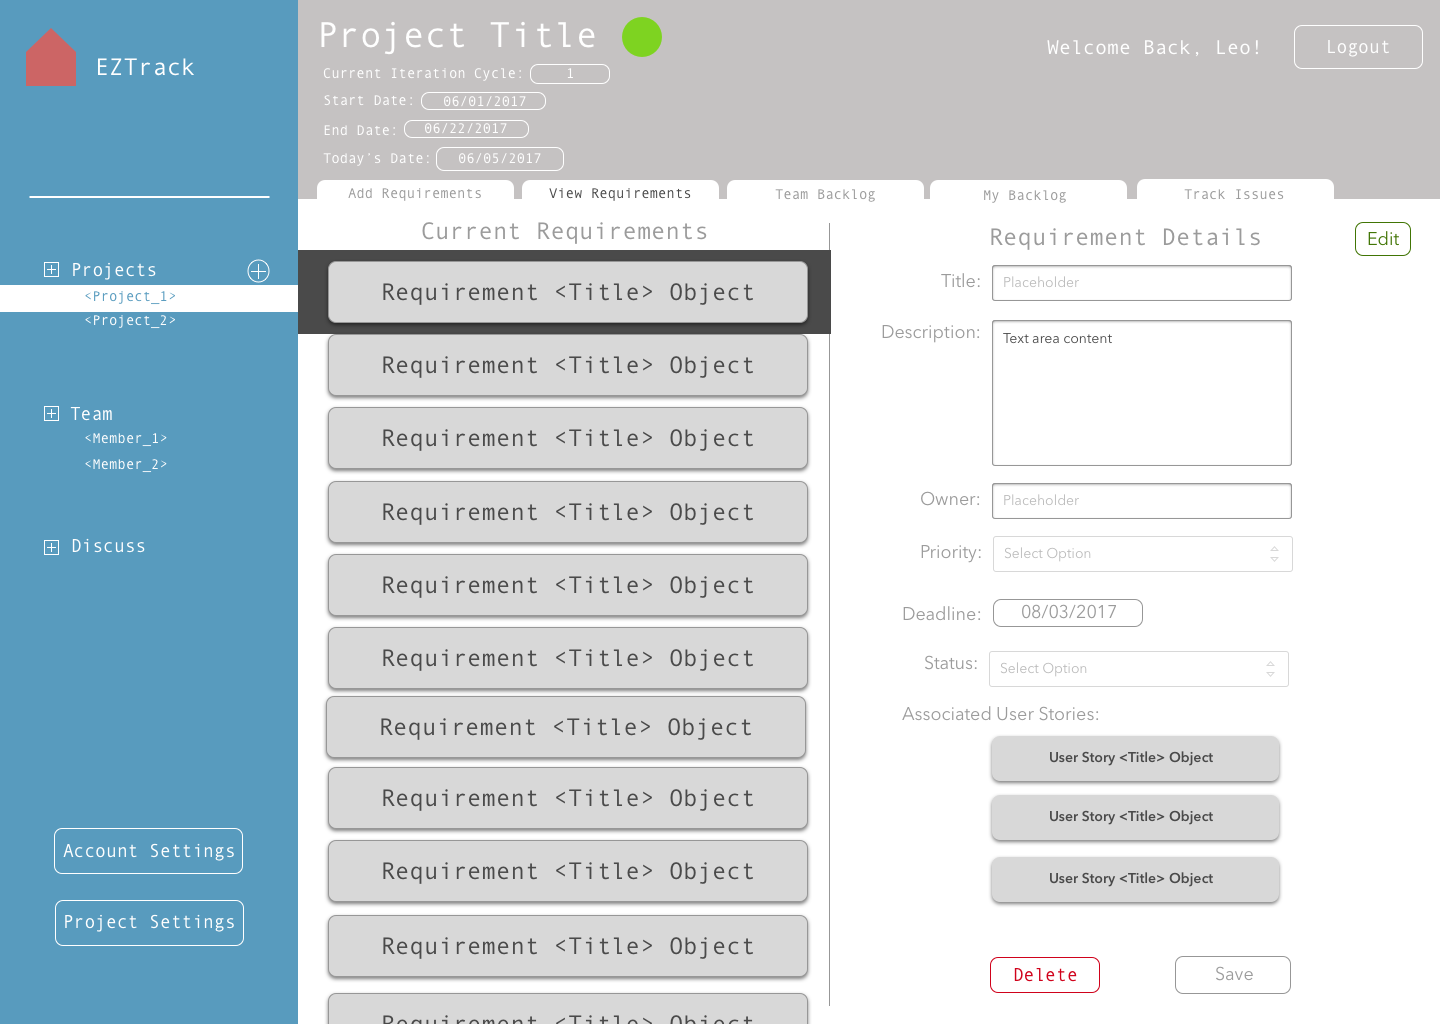 EZTrack
Projects
<Project_1>
<Project_2>
Team
<Member_1>
<Member_2>
Discuss
Account Settings
Project Settings
Project Title
Current Iteration Cycle: 1
Start Date: 06/01/2017
End Date: 06/22/2017
Today's Date: 06/05/2017
Welcome Back, Leo!
Logout
Add Requirements
View Requirements
Team Backlog
My Backlog
Track Issues
Current Requirements
Requirement <Title> Object
Requirement <Title> Object
Requirement <Title> Object
Requirement <Title> Object
Requirement <Title> Object
Requirement <Title> Object
Requirement <Title> Object
Requirement <Title> Object
Requirement <Title> Object
Requirement <Title> Object
Requirement <Title> Object
Requirement Details
Edit
Title: Placeholder
Description: Text area content
Owner: Placeholder
Priority: Select Option
Deadline: 08/03/2017
Status: Select Option
Associated User Stories:
User Story <Title> Object
User Story <Title> Object
User Story <Title> Object
Delete
Save